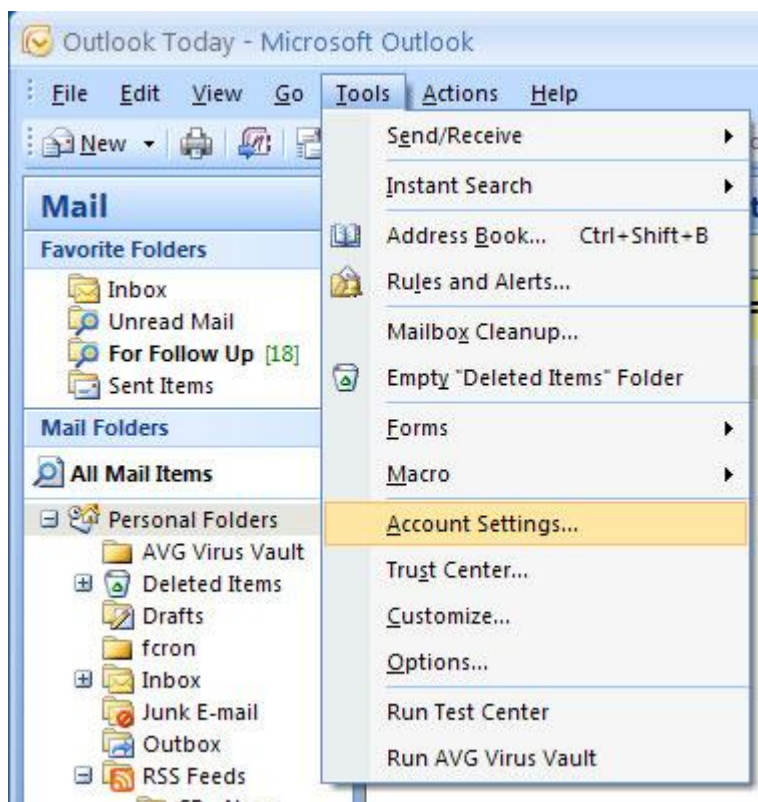 Outlook Today - Microsoft Outlook
File Edit View Go Tools Actions Help
New
Send/Receive
Instant Search
Address Book... Ctrl+Shift+B
Rules and Alerts...
Mailbox Cleanup...
Empty "Deleted Items" Folder
Forms
Macro
Account Settings...
Trust Center...
Customize...
Options...
Run Test Center
Run AVG Virus Vault
Mail
Favorite Folders
Inbox
Unread Mail
For Follow Up [18]
Sent Items
Mail Folders
All Mail Items
Personal Folders
AVG Virus Vault
Deleted Items
Drafts
fcron
Inbox
Junk E-mail
Outbox
RSS Feeds